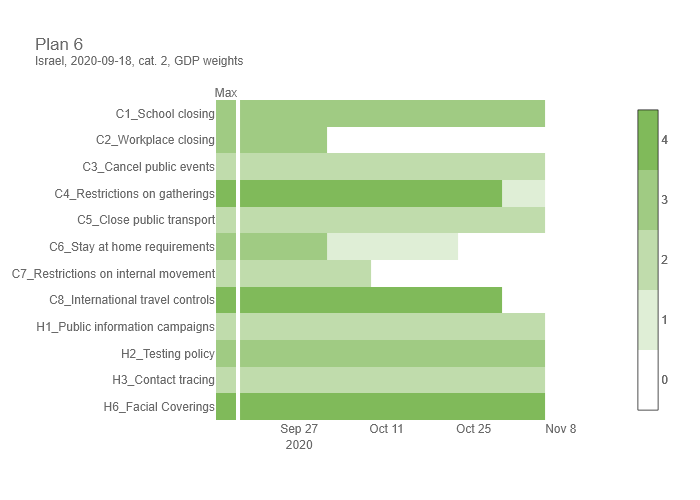 Plan 6
Israel, 2020-09-18, cat. 2, GDP weights
Max
C1_School closing
C2_Workplace closing
C3_Cancel public events
C4_Restrictions on gatherings
C5_Close public transport
C6_Stay at home requirements
C7_Restrictions on internal movement
C8_International travel controls
H1_Public information campaigns
H2_Testing policy
H3_Contact tracing
H6_Facial Coverings
Sep 27 Oct 11 Oct 25 Nov 8
2020
4
3
2
1
0